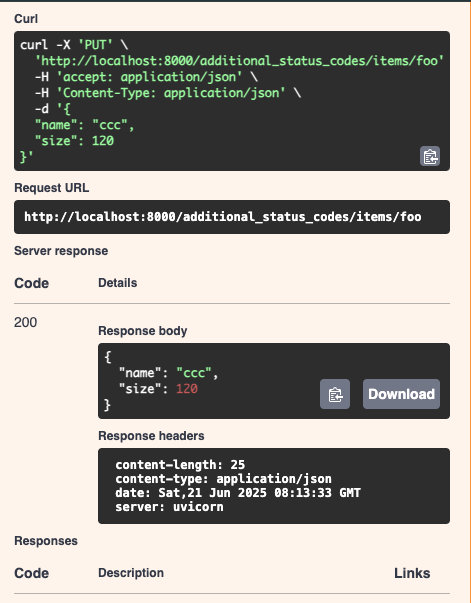 Curl
curl -X 'PUT' \
'http://localhost:8000/additional_status_codes/items/foo' \
-H 'accept: application/json' \
-H 'Content-Type: application/json' \
-d '{
"name": "ccc",
"size": 120
}'
Request URL
http://localhost:8000/additional_status_codes/items/foo
Server response
Code Details
200
Response body
{
"name": "ccc",
"size": 120
}
Download
Response headers
content-length: 25
content-type: application/json
date: Sat,21 Jun 2025 08:13:33 GMT
server: uvicorn
Responses
Code Description Links